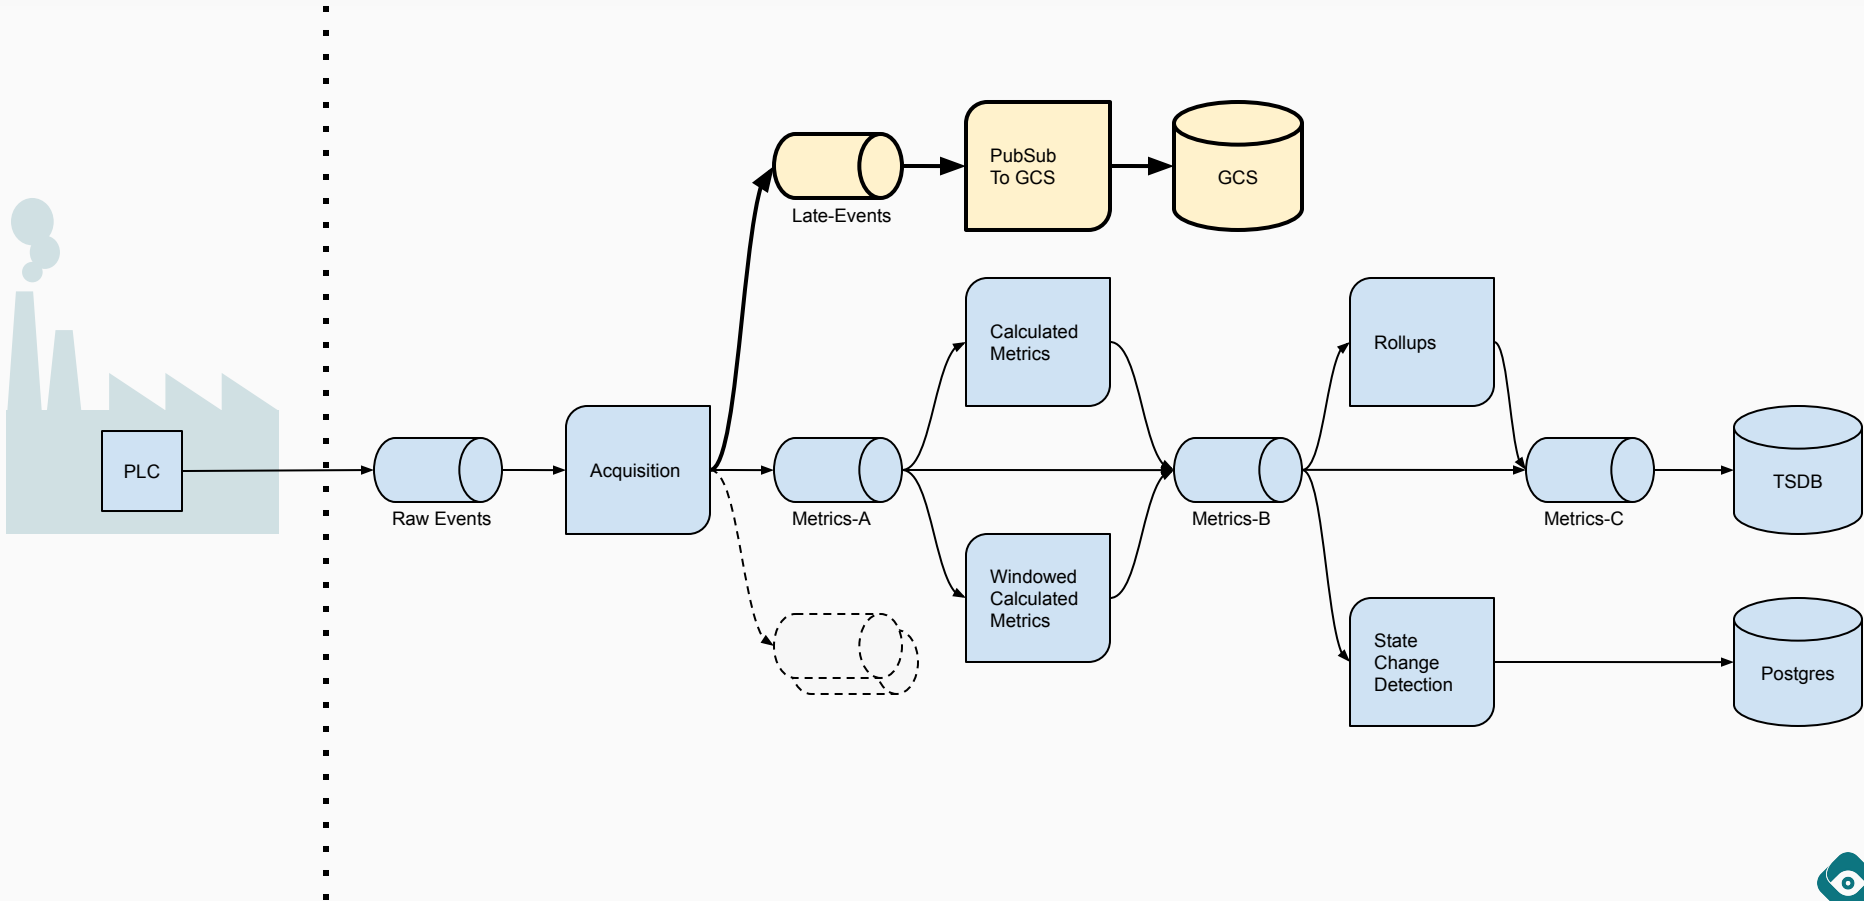 PubSub
To GCS
GCS
Late-Events
Calculated
Metrics
Rollups
PLC
Acquisition
TSDB
Raw Events
Metrics-A
Metrics-B
Metrics-C
Windowed
Calculated
Metrics
State
Change
Detection
Postgres